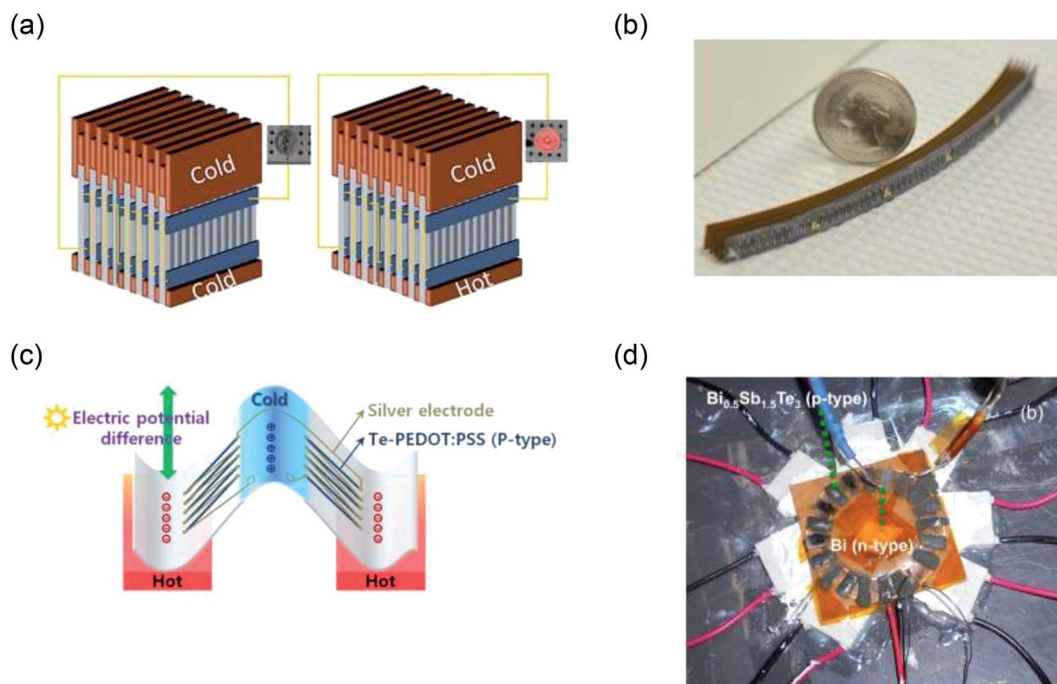 (a)
(b)
Cold
Cold
Cold
Hot
(c)
(d)
Cold
Electric potential
difference
Silver electrode
Te-PEDOT:PSS (P-type)
Hot
Hot
Bi0.5Sb1.5Te3 (p-type)
(b)
Bi (n-type)